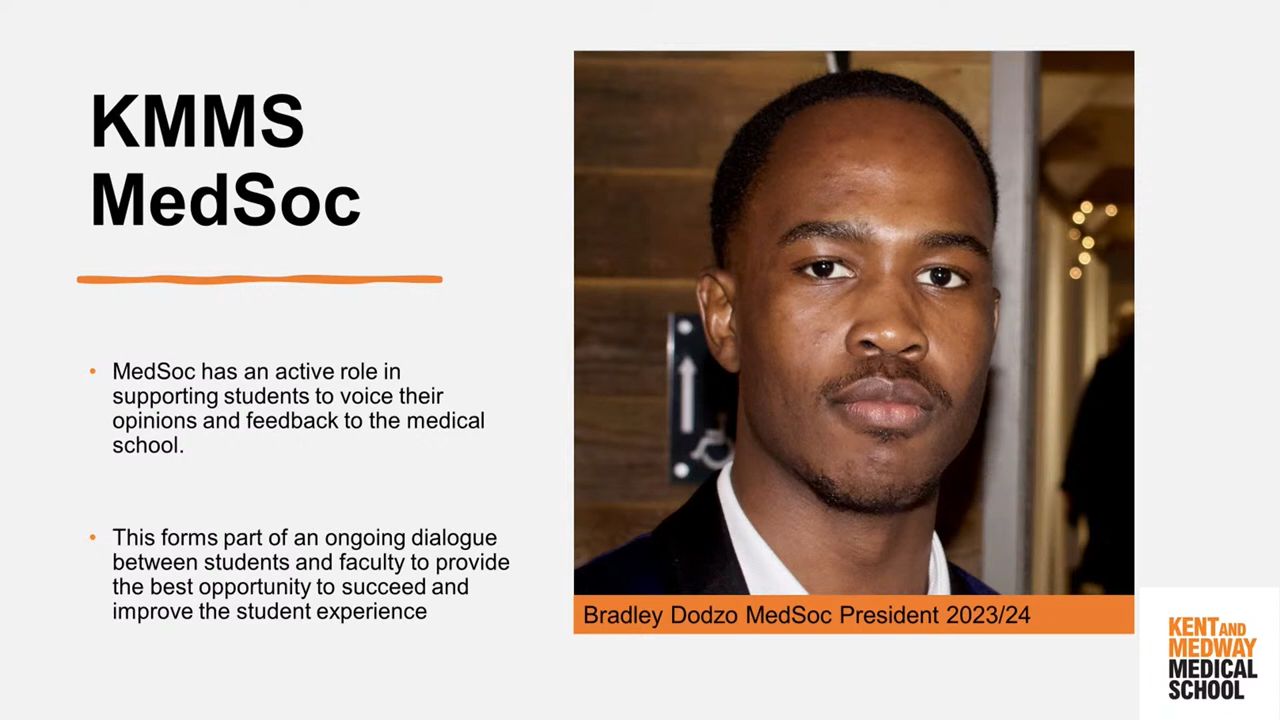 KMMS
MedSoc
• MedSoc has an active role in
supporting students to voice their
opinions and feedback to the medical
school.
• This forms part of an ongoing dialogue
between students and faculty to provide
the best opportunity to succeed and
improve the student experience
Bradley Dodzo MedSoc President 2023/24
KENT AND
MEDWAY
MEDICAL
SCHOOL